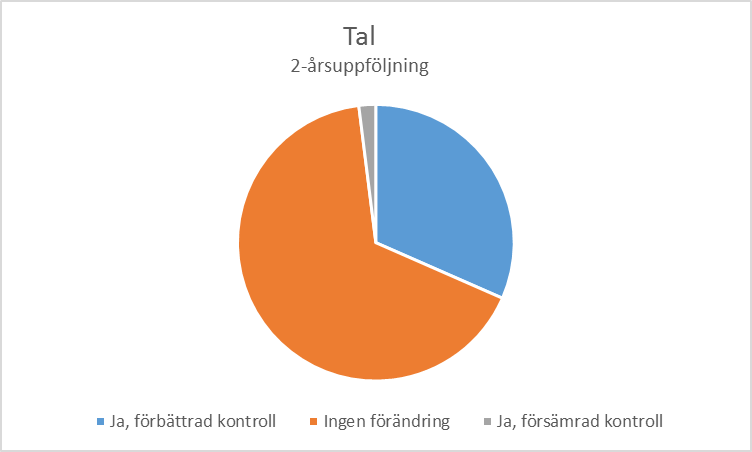 Tal
2-årsuppföljning
Ja, förbättrad kontroll Ingen förändring Ja, försämrad kontroll